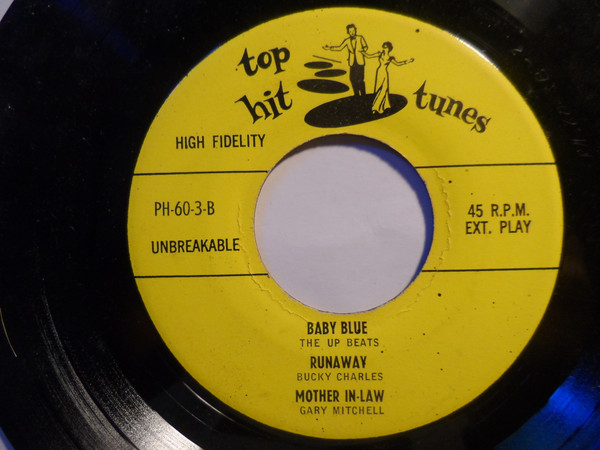 top
hit tunes
HIGH FIDELITY
PH-60-3-B
UNBREAKABLE
45 R.P.M.
EXT. PLAY
BABY BLUE
THE UP BEATS
RUNAWAY
BUCKY CHARLES
MOTHER IN-LAW
GARY MITCHELL